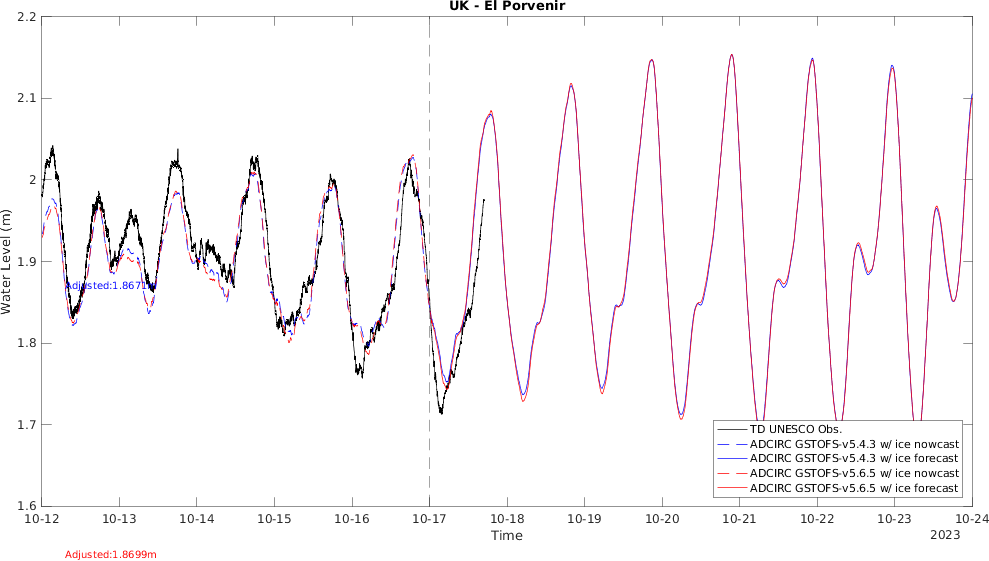 UK - El Porvenir
Water Level (m)
2.2
2.1
2
1.9
1.8
1.7
1.6
Adjusted:1.8671
TD UNESCO Obs.
ADCIRC GSTOFS-v5.4.3 w/ ice nowcast
ADCIRC GSTOFS-v5.4.3 w/ ice forecast
ADCIRC GSTOFS-v5.6.5 w/ ice nowcast
ADCIRC GSTOFS-v5.6.5 w/ ice forecast
10-12 10-13 10-14 10-15 10-16 10-17 10-18 10-19 10-20 10-21 10-22 10-23 10-24
Time
2023
Adjusted:1.8699m